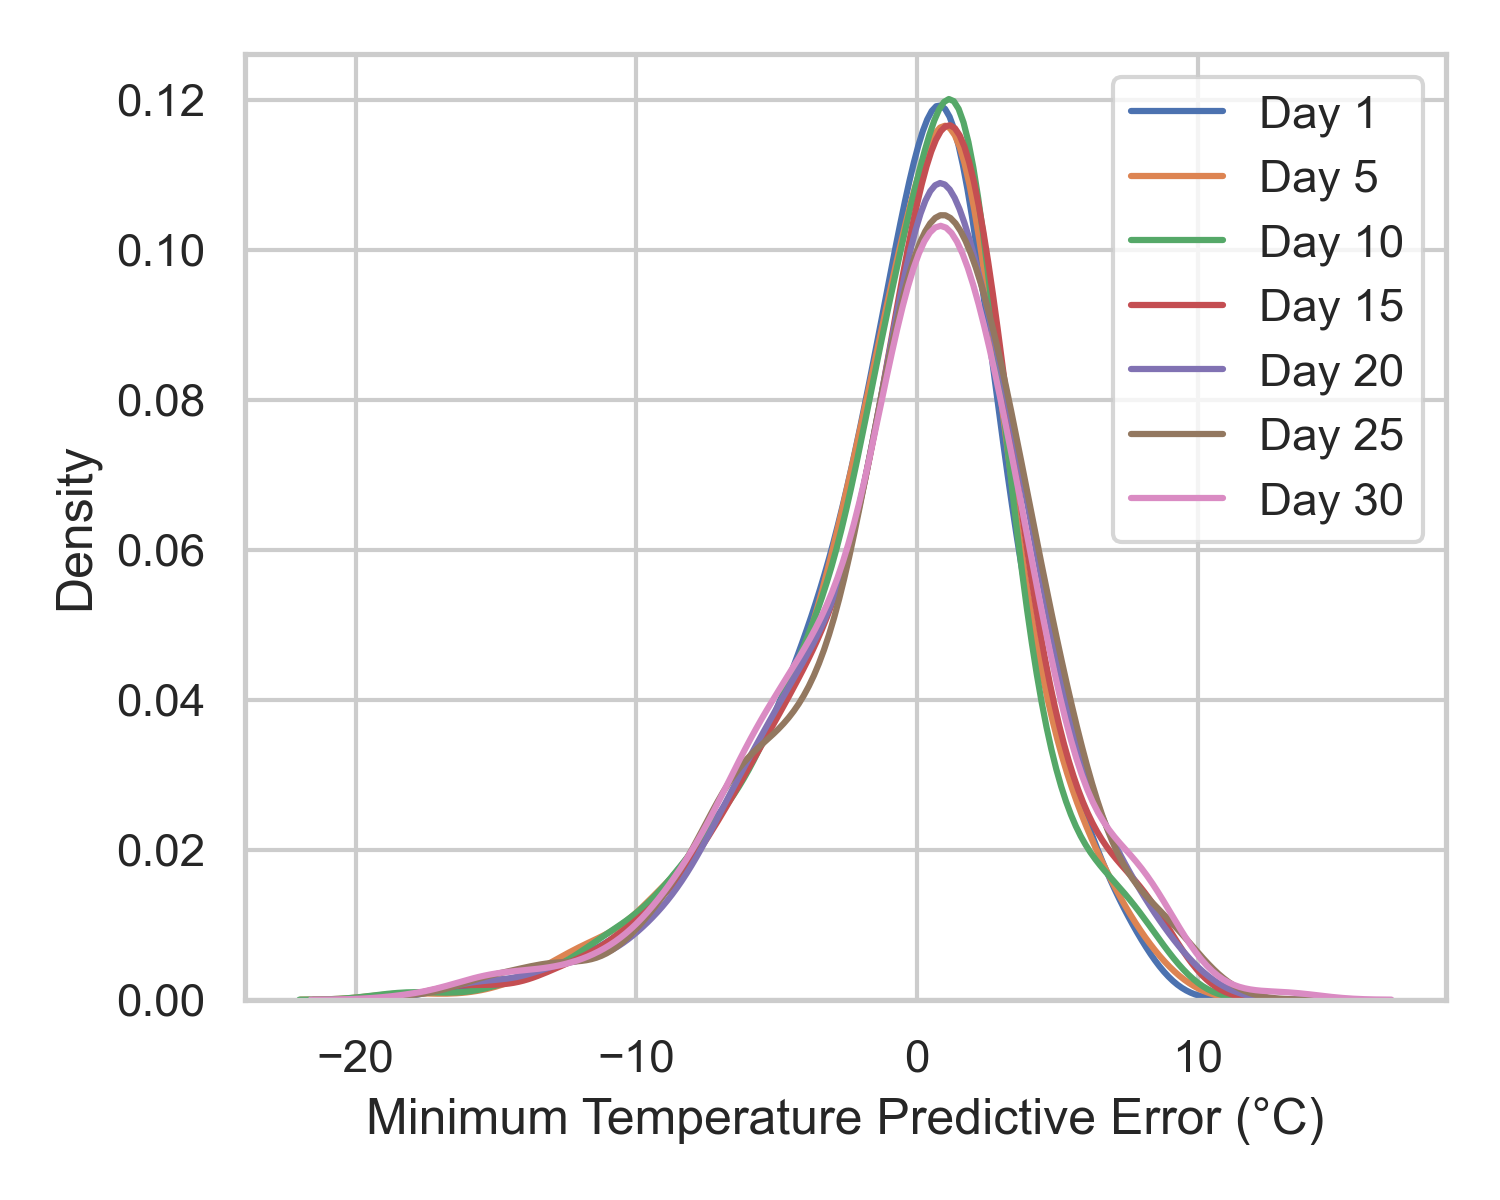 0.12
0.10
0.08
0.06
0.04
0.02
0.00
Density
−20
−10
0
10
Minimum Temperature Predictive Error (°C)
Day 1
Day 5
Day 10
Day 15
Day 20
Day 25
Day 30